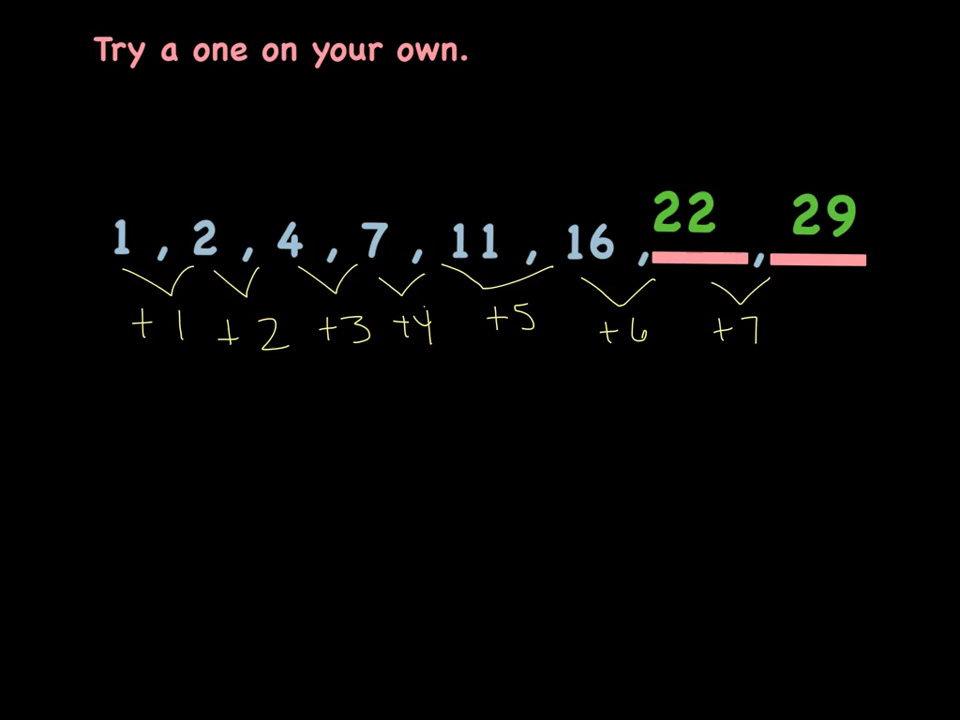 Try a one on your own.
1 , 2 , 4 , 7 , 11 , 16 , 22 , 29
+1 +2 +3 +4 +5 +6 +7